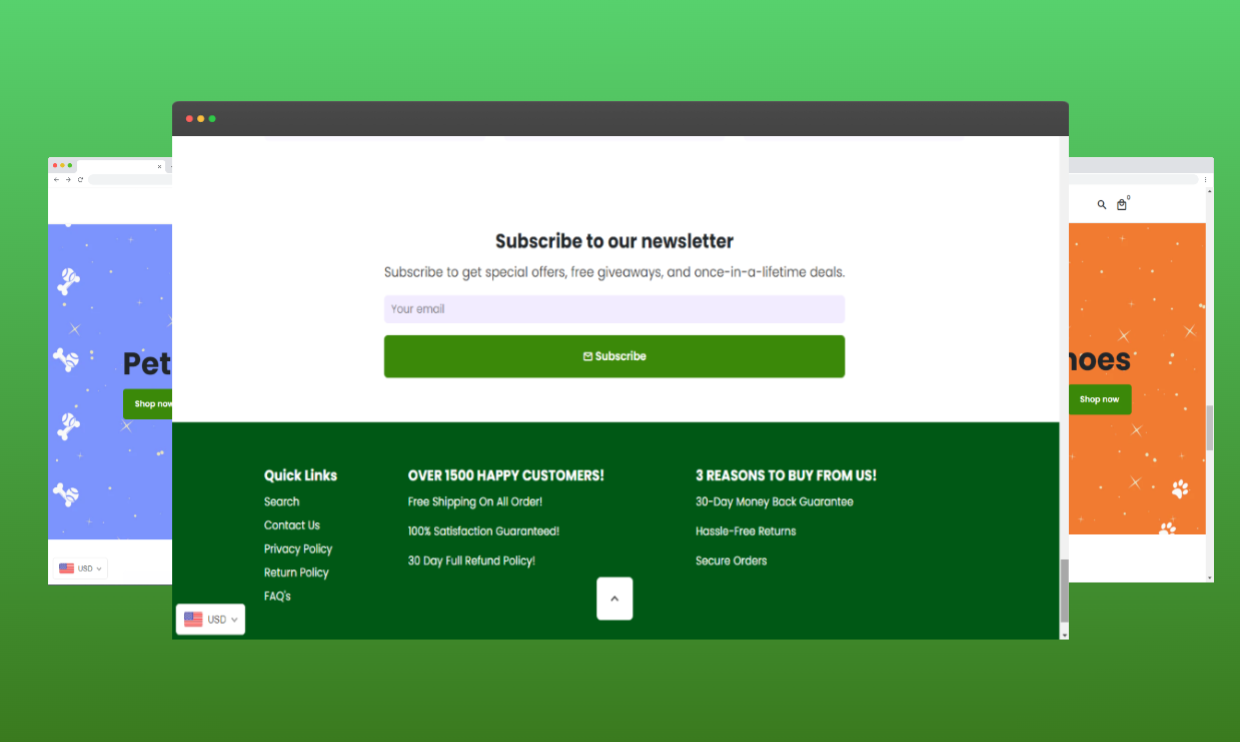 Subscribe to our newsletter
Subscribe to get special offers, free giveaways, and once-in-a-lifetime deals.
Your email
Subscribe
Pet
Shop now
hoes
Shop now
0
Quick Links
Search
Contact Us
Privacy Policy
Return Policy
FAQ's
OVER 1500 HAPPY CUSTOMERS!
Free Shipping On All Order!
100% Satisfaction Guaranteed!
30 Day Full Refund Policy!
3 REASONS TO BUY FROM US!
30-Day Money Back Guarantee
Hassle-Free Returns
Secure Orders
USD
USD